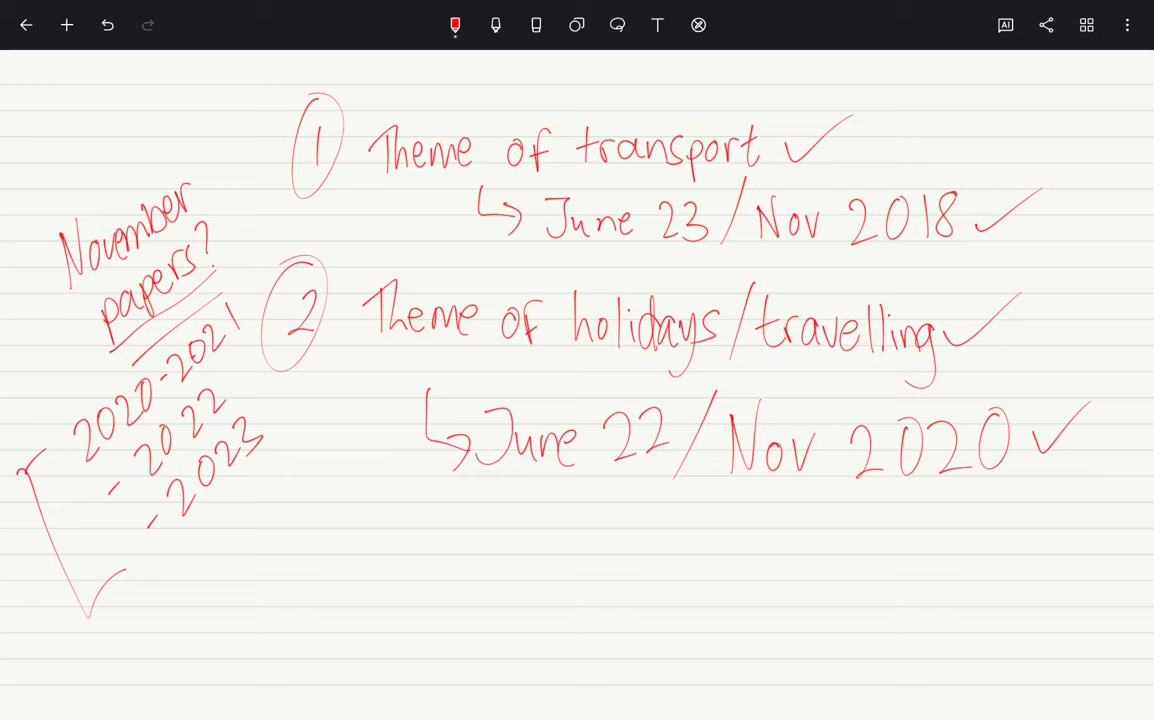 AI
T
1 Theme of transport ✓
↳ June 23 / Nov 2018 ✓
November
papers?
2020-2021
- 2022
- 2023
2 Theme of holidays/travelling ✓
↳ June 22 / Nov 2020 ✓